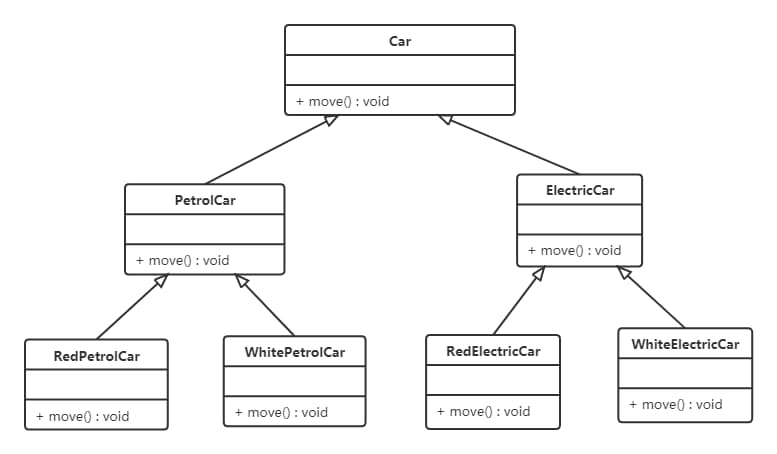 Car
+ move() : void
PetrolCar
+ move() : void
ElectricCar
+ move() : void
RedPetrolCar
+ move() : void
WhitePetrolCar
+ move() : void
RedElectricCar
+ move() : void
WhiteElectricCar
+ move() : void